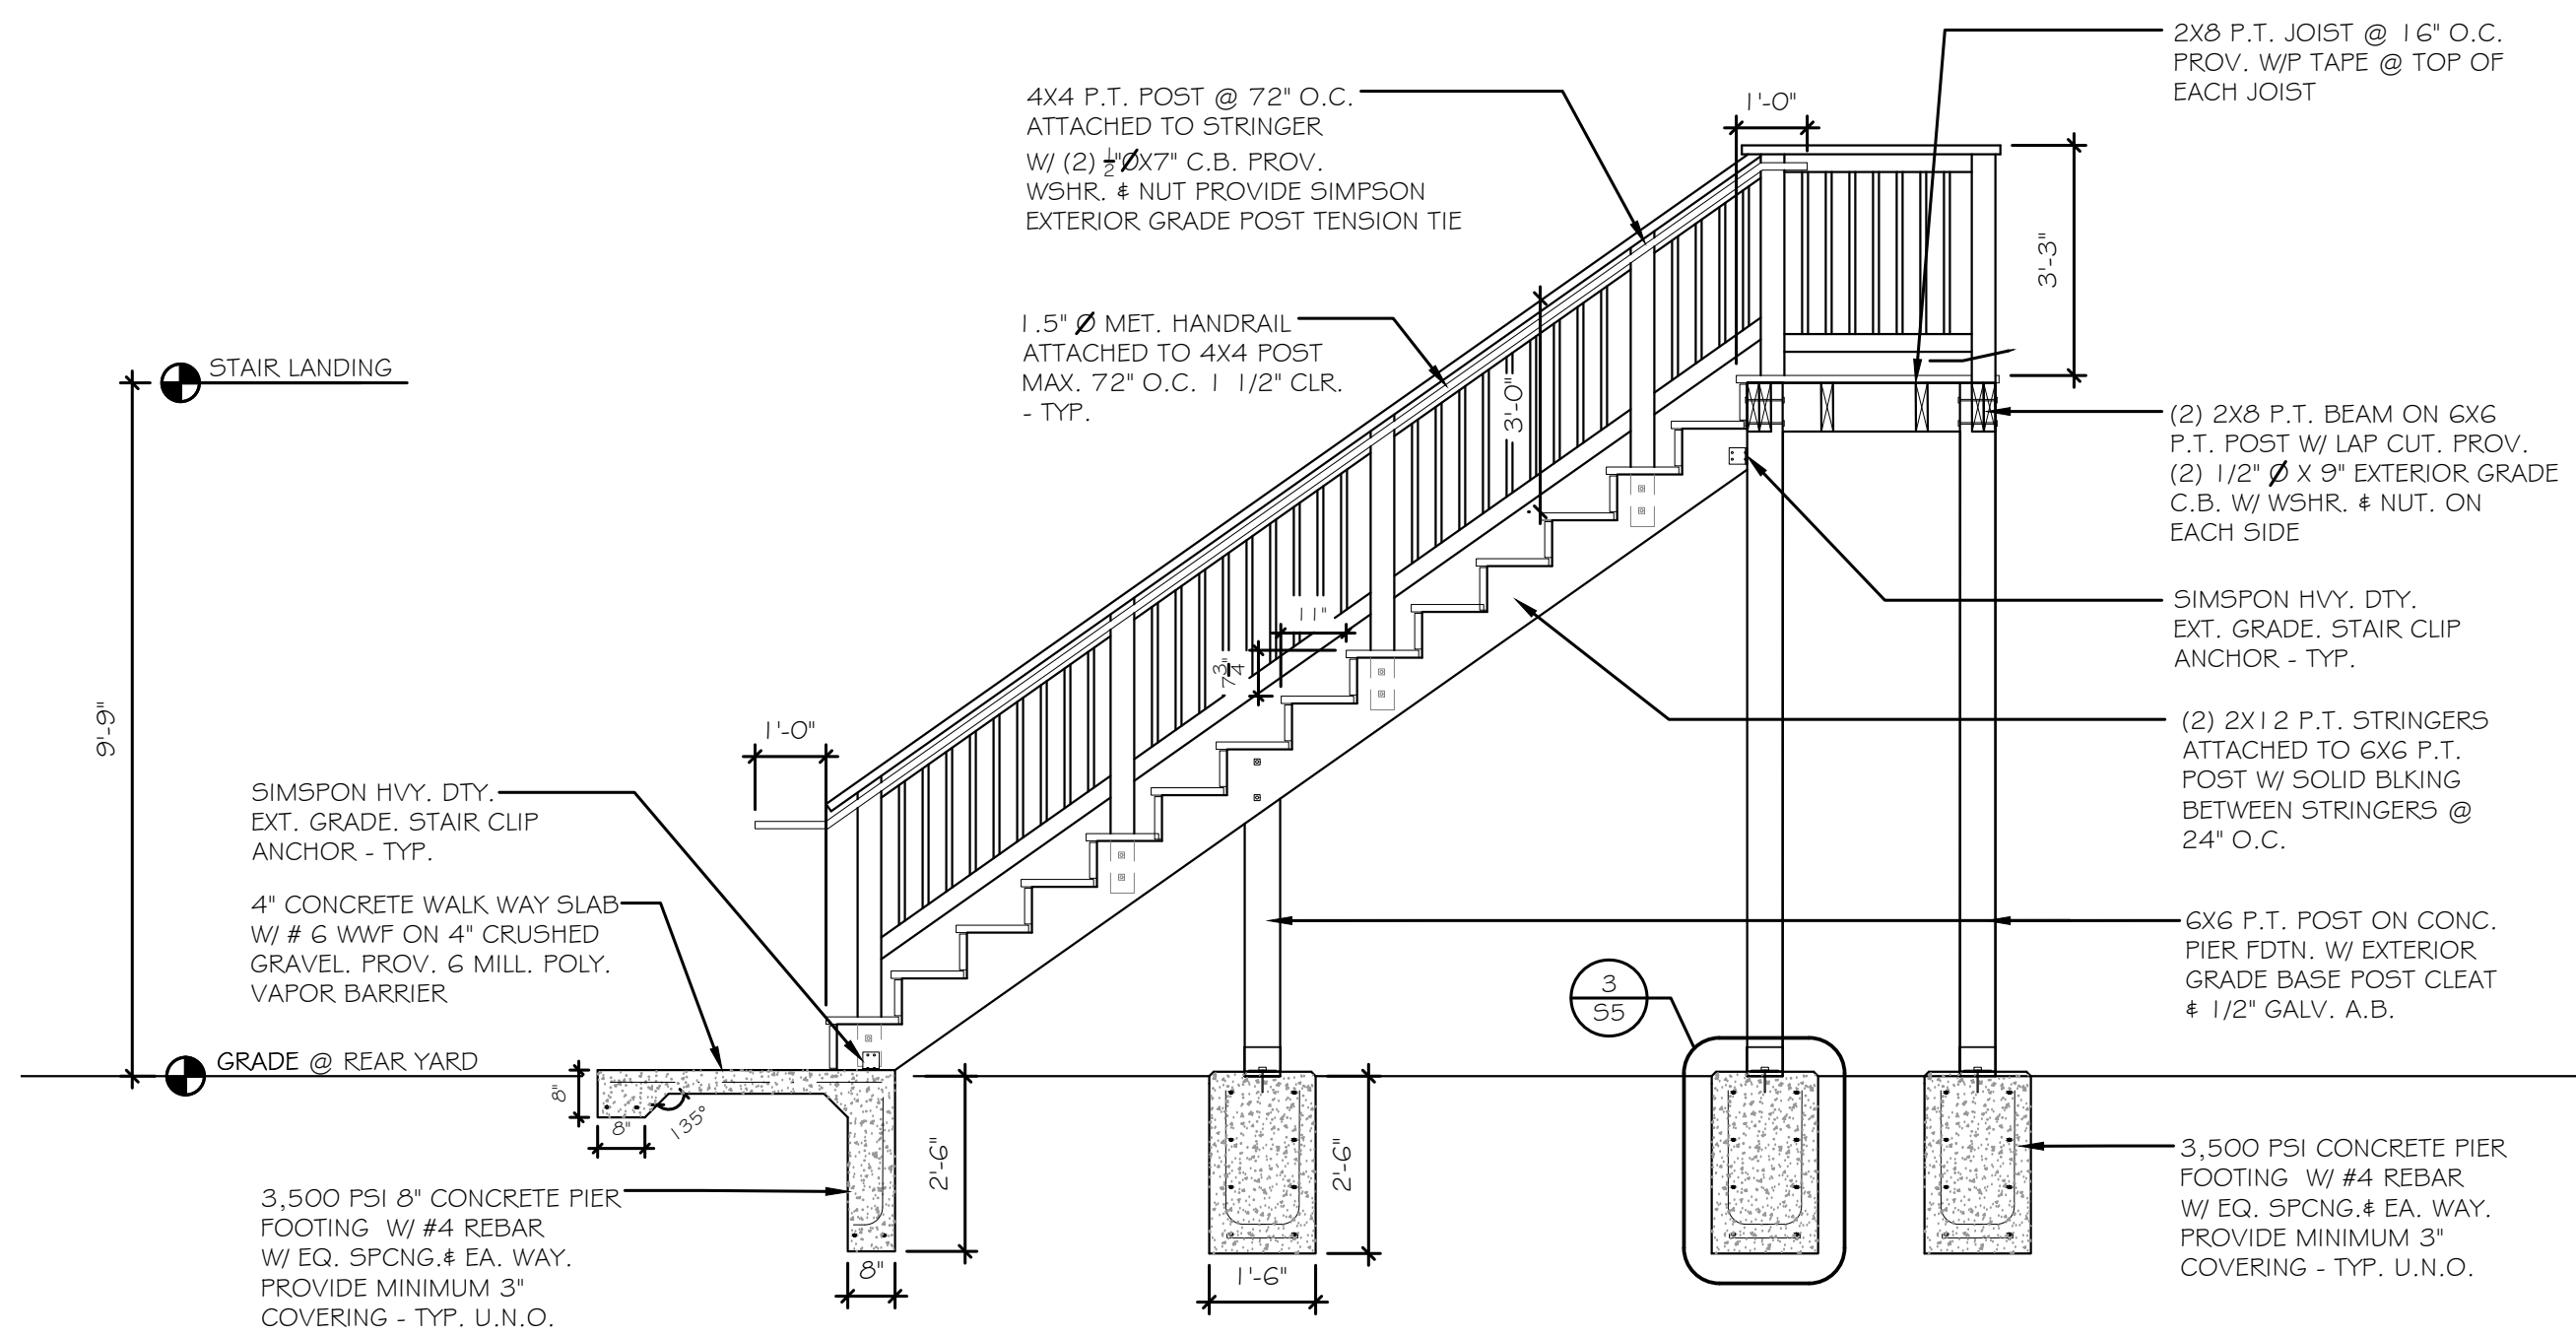 2X8 P.T. JOIST @ 16" O.C.
PROV. W/P TAPE @ TOP OF
EACH JOIST
4X4 P.T. POST @ 72" O.C.
ATTACHED TO STRINGER
W/ (2) 1/2"ØX7" C.B. PROV.
WSHR. & NUT PROVIDE SIMPSON
EXTERIOR GRADE POST TENSION TIE
1'-0"
3'-3"
1.5" Ø MET. HANDRAIL
ATTACHED TO 4X4 POST
MAX. 72" O.C. 1 1/2" CLR.
- TYP.
3'-0"
STAIR LANDING
(2) 2X8 P.T. BEAM ON 6X6
P.T. POST W/ LAP CUT. PROV.
(2) 1/2" Ø X 9" EXTERIOR GRADE
C.B. W/ WSHR. & NUT. ON
EACH SIDE
SIMSPON HVY. DTY.
EXT. GRADE. STAIR CLIP
ANCHOR - TYP.
11"
7 3/4"
9'-9"
1'-0"
(2) 2X12 P.T. STRINGERS
ATTACHED TO 6X6 P.T.
POST W/ SOLID BLKING
BETWEEN STRINGERS @
24" O.C.
SIMSPON HVY. DTY.
EXT. GRADE. STAIR CLIP
ANCHOR - TYP.
4" CONCRETE WALK WAY SLAB
W/ # 6 WWF ON 4" CRUSHED
GRAVEL. PROV. 6 MILL. POLY.
VAPOR BARRIER
6X6 P.T. POST ON CONC.
PIER FDTN. W/ EXTERIOR
GRADE BASE POST CLEAT
& 1/2" GALV. A.B.
3
S5
GRADE @ REAR YARD
8"
8"
135°
2'-6"
2'-6"
3,500 PSI 8" CONCRETE PIER
FOOTING W/ #4 REBAR
W/ EQ. SPCNG.& EA. WAY.
PROVIDE MINIMUM 3"
COVERING - TYP. U.N.O.
8"
1'-6"
3,500 PSI CONCRETE PIER
FOOTING W/ #4 REBAR
W/ EQ. SPCNG.& EA. WAY.
PROVIDE MINIMUM 3"
COVERING - TYP. U.N.O.